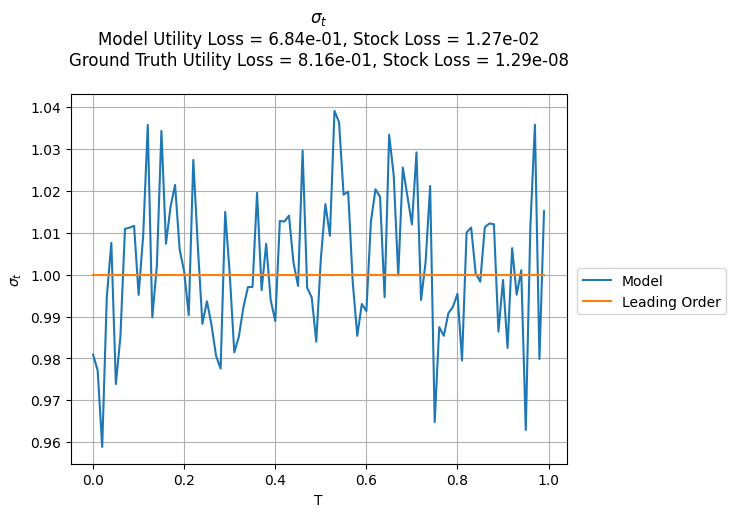 σt
Model Utility Loss = 6.84e-01, Stock Loss = 1.27e-02
Ground Truth Utility Loss = 8.16e-01, Stock Loss = 1.29e-08
1.04
1.03
1.02
1.01
1.00
0.99
0.98
0.97
0.96
σt
0.0 0.2 0.4 0.6 0.8 1.0
T
Model
Leading Order